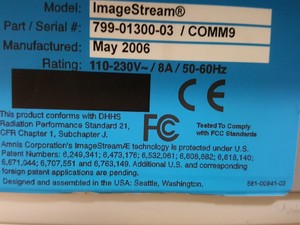 Model: ImageStream®
Part / Serial #: 799-01300-03 / COMM9
Manufactured: May 2006
Rating: 110-230V~ / 8A / 50-60Hz
CE
This product conforms with DHHS
Radiation Performance Standard 21,
CFR Chapter 1, Subchapter J.
FC
Tested To Comply
with FCC Standards
Amnis Corporation's ImageStream/E technology is protected under U.S.
Patent Numbers: 6,249,341; 6,473,176; 6,532,061; 6,608,682; 6,618,140;
6,671,044; 6,707,551 and 6,763,149. Additional U.S. and corresponding
foreign patent applications are pending.
Designed and assembled in the USA: Seattle, Washington.
581-00941-03